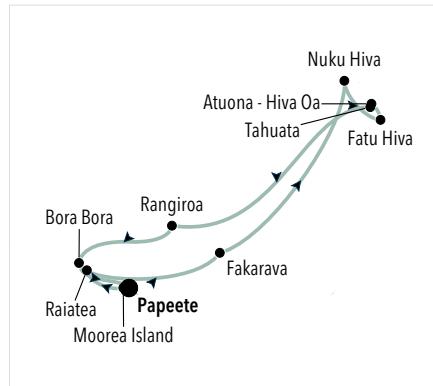 Nuku Hiva
Atuona - Hiva Oa
Tahuata
Fatu Hiva
Rangiroa
Bora Bora
Fakarava
Raiatea
Papeete
Moorea Island